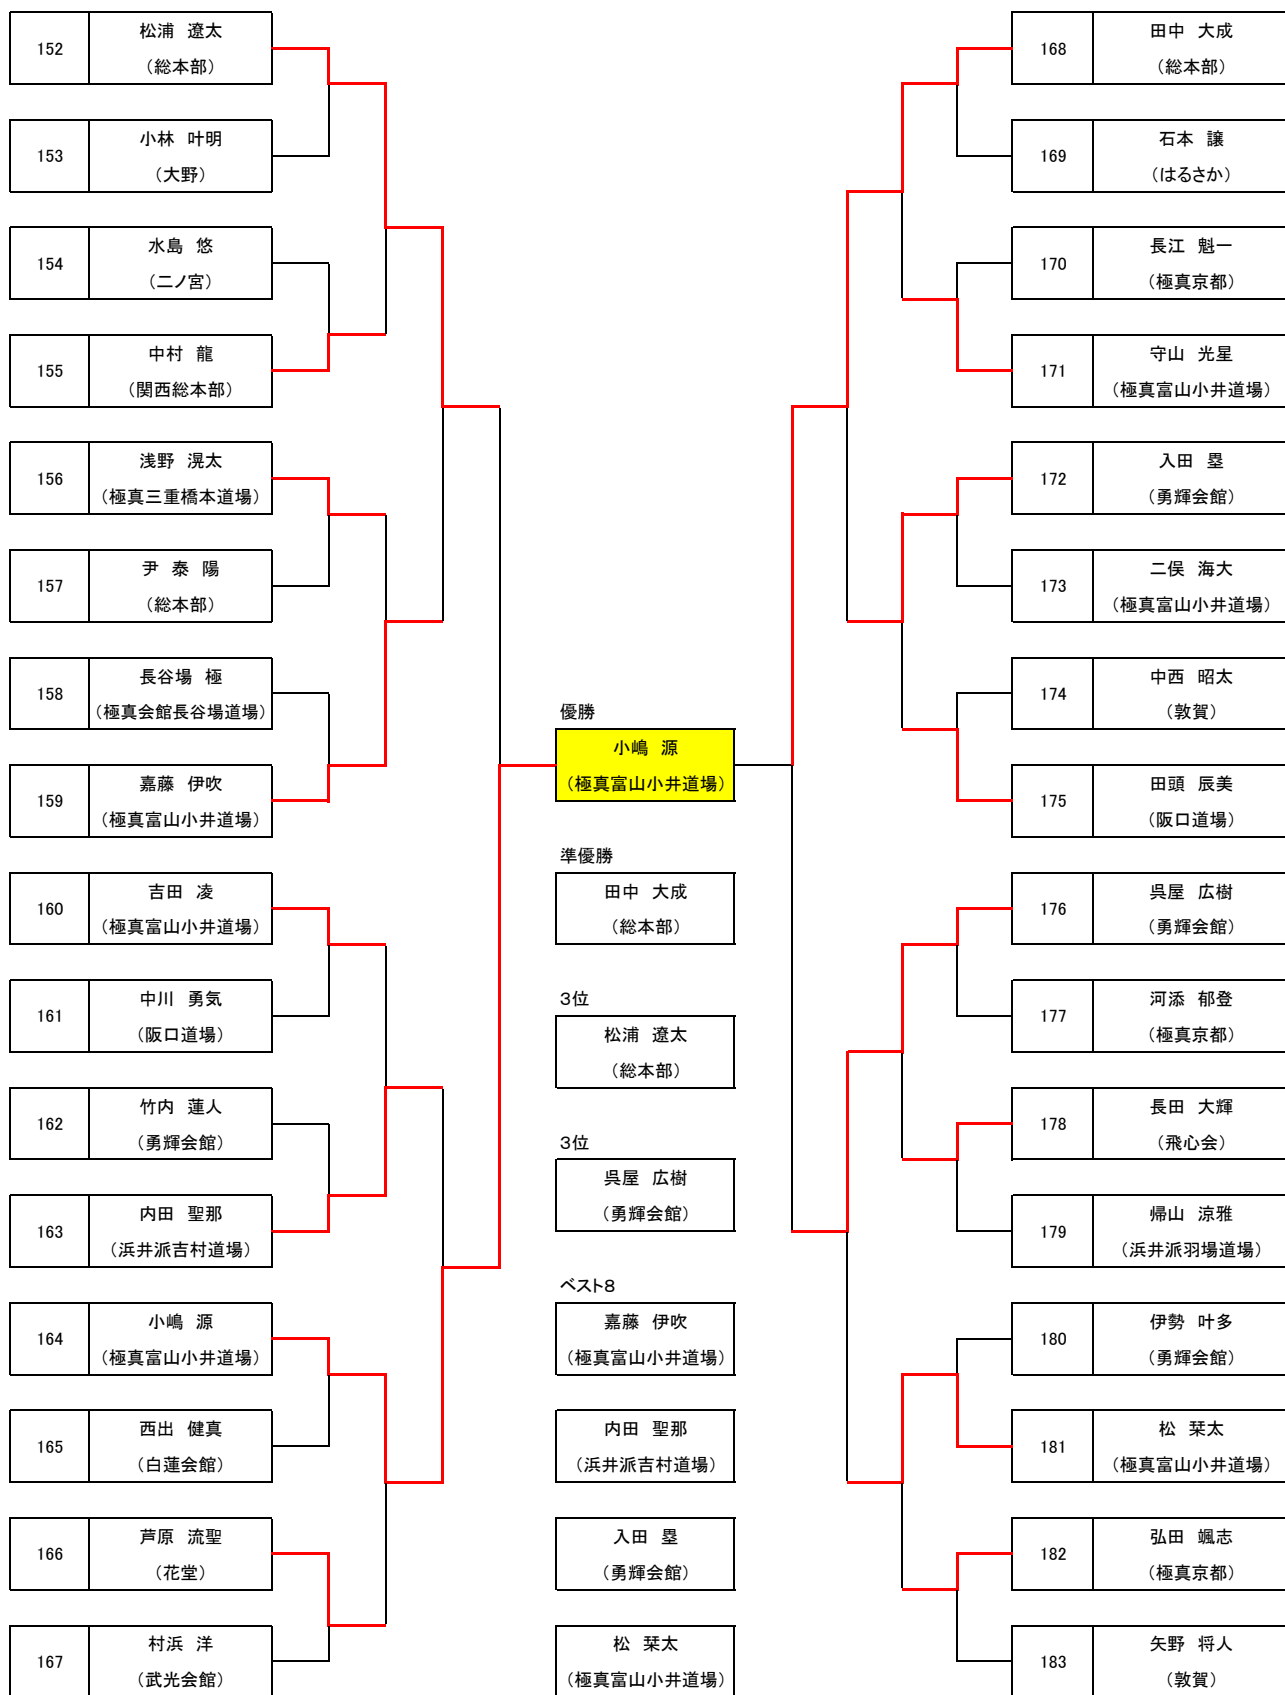 152
松浦 遼太
（総本部）
153
小林 叶明
（大野）
154
水島 悠
（二ノ宮）
155
中村 龍
（関西総本部）
156
浅野 滉太
（極真三重橋本道場）
157
尹 泰 陽
（総本部）
158
長谷場 極
（極真会館長谷場道場）
159
嘉藤 伊吹
（極真富山小井道場）
160
吉田 凌
（極真富山小井道場）
161
中川 勇気
（阪口道場）
162
竹内 蓮人
（勇輝会館）
163
内田 聖那
（浜井派吉村道場）
164
小嶋 源
（極真富山小井道場）
165
西出 健真
（白蓮会館）
166
芦原 流聖
（花堂）
167
村浜 洋
（武光会館）
優勝
小嶋 源
（極真富山小井道場）
準優勝
田中 大成
（総本部）
3位
松浦 遼太
（総本部）
3位
呉屋 広樹
（勇輝会館）
ベスト8
嘉藤 伊吹
（極真富山小井道場）
内田 聖那
（浜井派吉村道場）
入田 塁
（勇輝会館）
松 栞太
（極真富山小井道場）
168
田中 大成
（総本部）
169
石本 譲
（はるさか）
170
長江 魁一
（極真京都）
171
守山 光星
（極真富山小井道場）
172
入田 塁
（勇輝会館）
173
二俣 海大
（極真富山小井道場）
174
中西 昭太
（敦賀）
175
田頭 辰美
（阪口道場）
176
呉屋 広樹
（勇輝会館）
177
河添 郁登
（極真京都）
178
長田 大輝
（飛心会）
179
帰山 涼雅
（浜井派羽場道場）
180
伊勢 叶多
（勇輝会館）
181
松 栞太
（極真富山小井道場）
182
弘田 颯志
（極真京都）
183
矢野 将人
（敦賀）